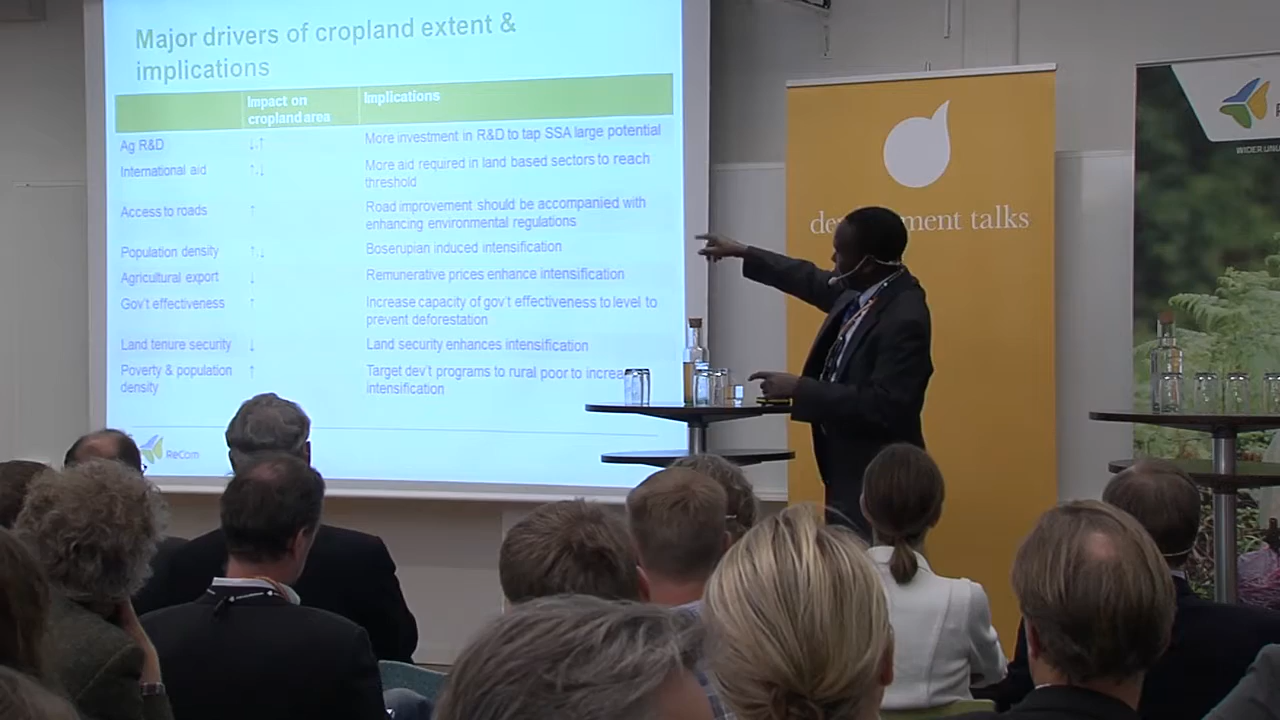 Major drivers of cropland extent &
implications
Impact on
cropland area
Implications
Ag R&D ↓↑ More investment in R&D to tap SSA large potential
International aid ↑↓ More aid required in land based sectors to reach
threshold
Access to roads ↑ Road improvement should be accompanied with
enhancing environmental regulations
Population density ↑↓ Boserupian induced intensification
Agricultural export ↓ Remunerative prices enhance intensification
Gov't effectiveness ↑ Increase capacity of gov't effectiveness to level to
prevent deforestation
Land tenure security ↓ Land security enhances intensification
Poverty & population
density
↑ Target dev't programs to rural poor to increa
intensification
ReCom
de ment talks
WIDER.UNU